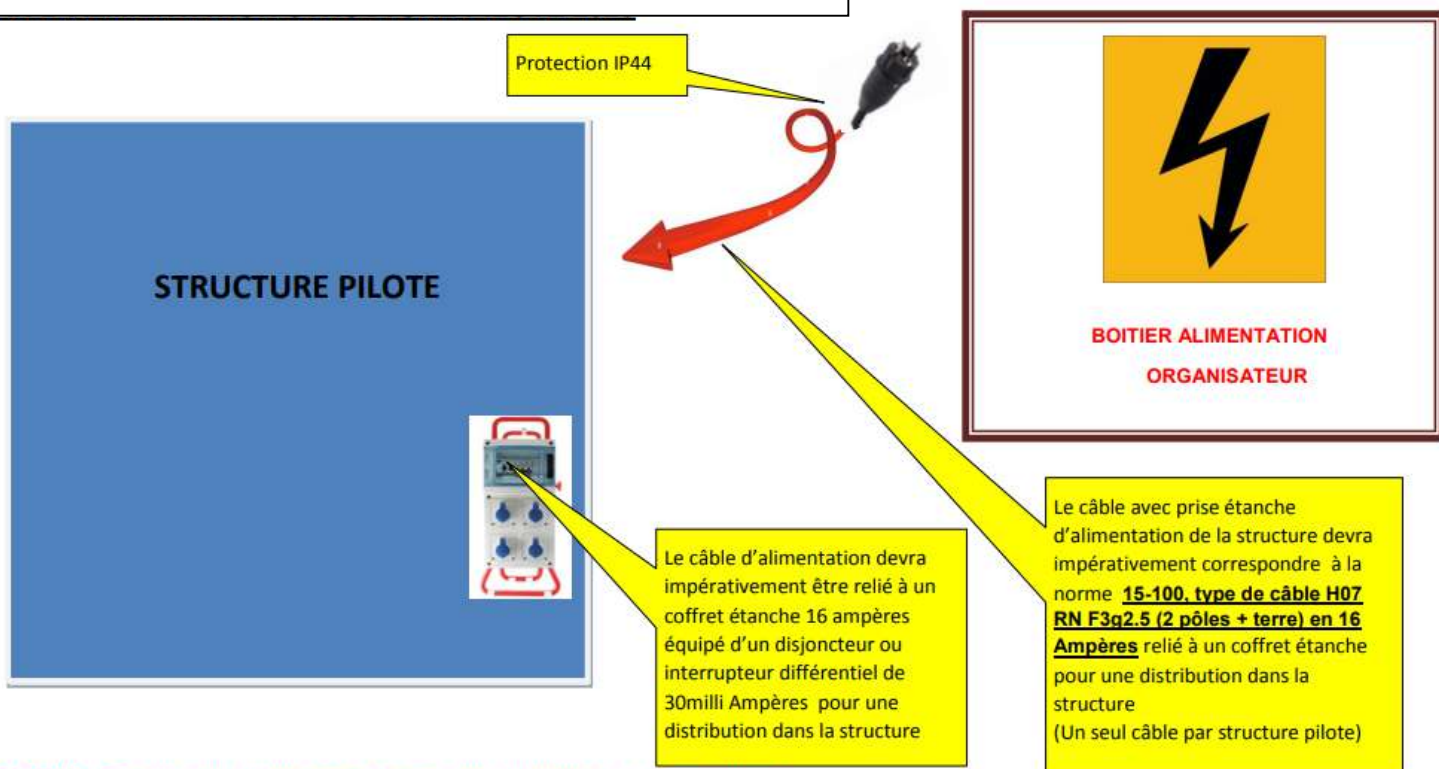 Protection IP44
STRUCTURE PILOTE
BOITIER ALIMENTATION
ORGANISATEUR
Le câble d’alimentation devra
impérativement être relié à un
coffret étanche 16 ampères
équipé d’un disjoncteur ou
interrupteur différentiel de
30milli Ampères pour une
distribution dans la structure
Le câble avec prise étanche
d’alimentation de la structure devra
impérativement correspondre à la
norme 15-100, type de câble H07
RN F3g2.5 (2 pôles + terre) en 16
Ampères relié à un coffret étanche
pour une distribution dans la
structure
(Un seul câble par structure pilote)